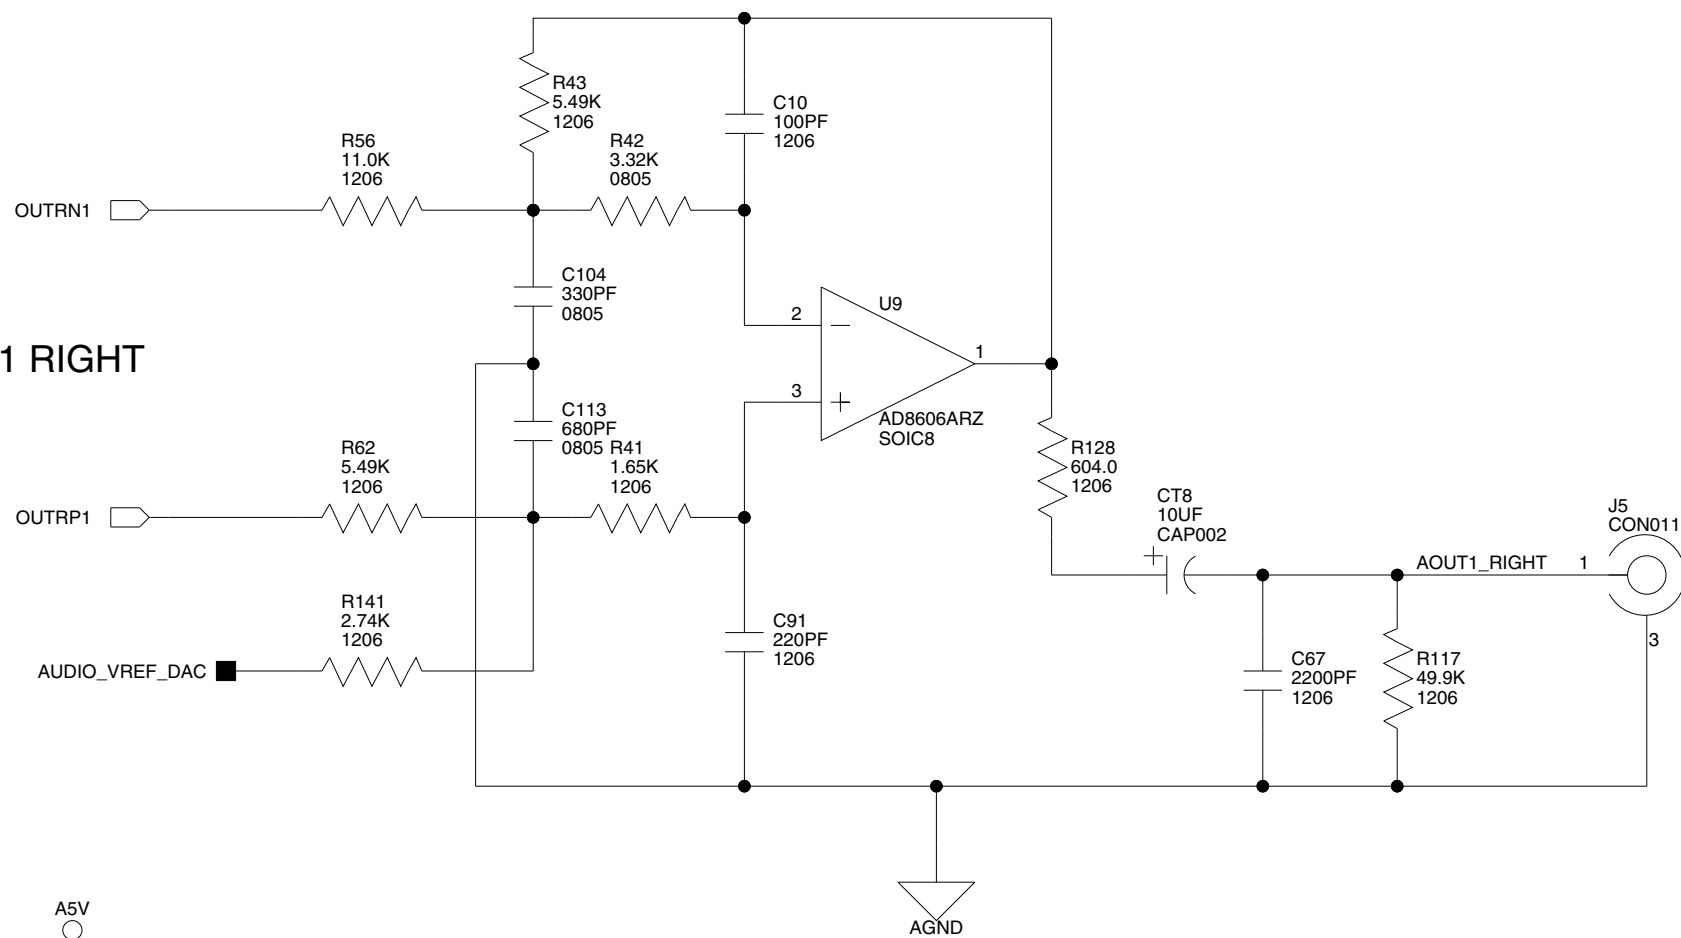 R43
5.49K
1206
C10
100PF
1206
R56
11.0K
1206
R42
3.32K
0805
OUTRN1
C104
330PF
0805
U9
2
1
3
AD8606ARZ
SOIC8
1 RIGHT
C113
680PF
0805
R62
5.49K
1206
R41
1.65K
1206
OUTRP1
R128
604.0
1206
CT8
10UF
CAP002
+
J5
CON011
AOUT1_RIGHT
1
3
R141
2.74K
1206
AUDIO_VREF_DAC
C91
220PF
1206
C67
2200PF
1206
R117
49.9K
1206
A5V
AGND